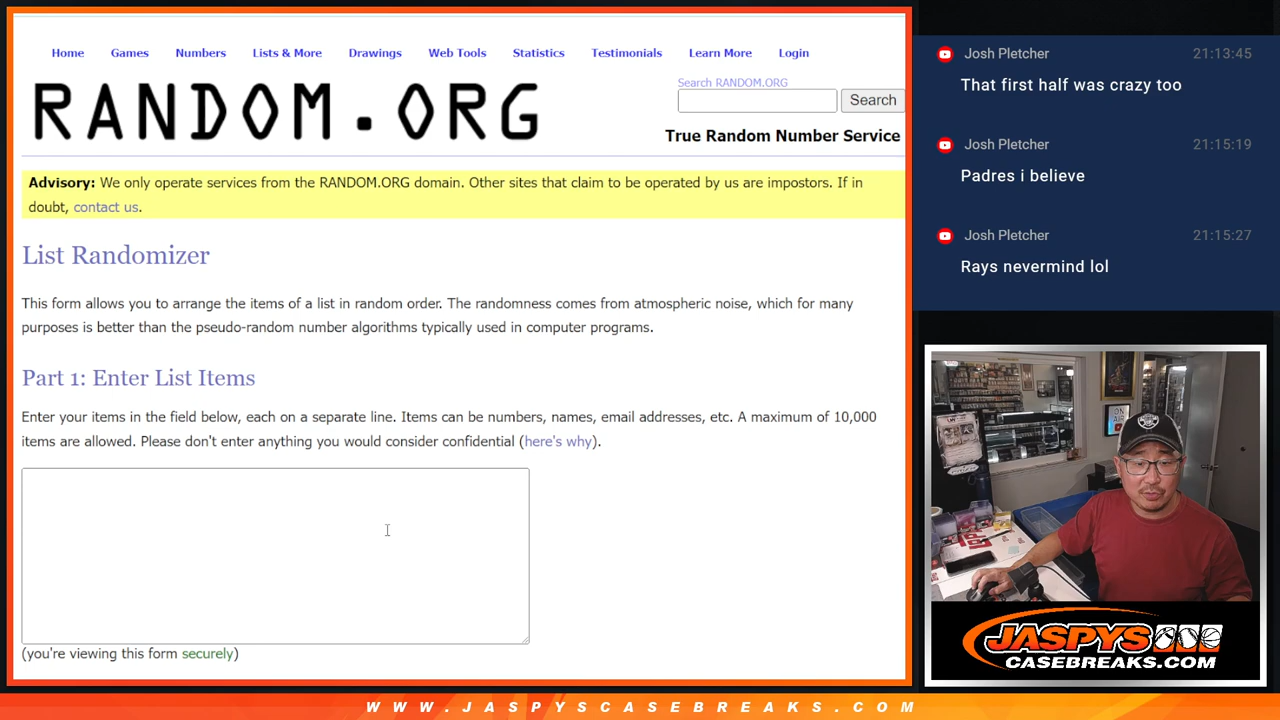 Home Games Numbers Lists & More Drawings Web Tools Statistics Testimonials Learn More Login
Search RANDOM.ORG
RANDOM.ORG
Search
True Random Number Service
Advisory: We only operate services from the RANDOM.ORG domain. Other sites that claim to be operated by us are impostors. If in
doubt, contact us.
List Randomizer
This form allows you to arrange the items of a list in random order. The randomness comes from atmospheric noise, which for many
purposes is better than the pseudo-random number algorithms typically used in computer programs.
Part 1: Enter List Items
Enter your items in the field below, each on a separate line. Items can be numbers, names, email addresses, etc. A maximum of 10,000
items are allowed. Please don't enter anything you would consider confidential (here's why).
(you're viewing this form securely)
Josh Pletcher 21:13:45
That first half was crazy too
Josh Pletcher 21:15:19
Padres i believe
Josh Pletcher 21:15:27
Rays nevermind lol
ON
AIR
JASPYS
CASEBREAKS.COM
WWW.JASPYSCASEBREAKS.COM